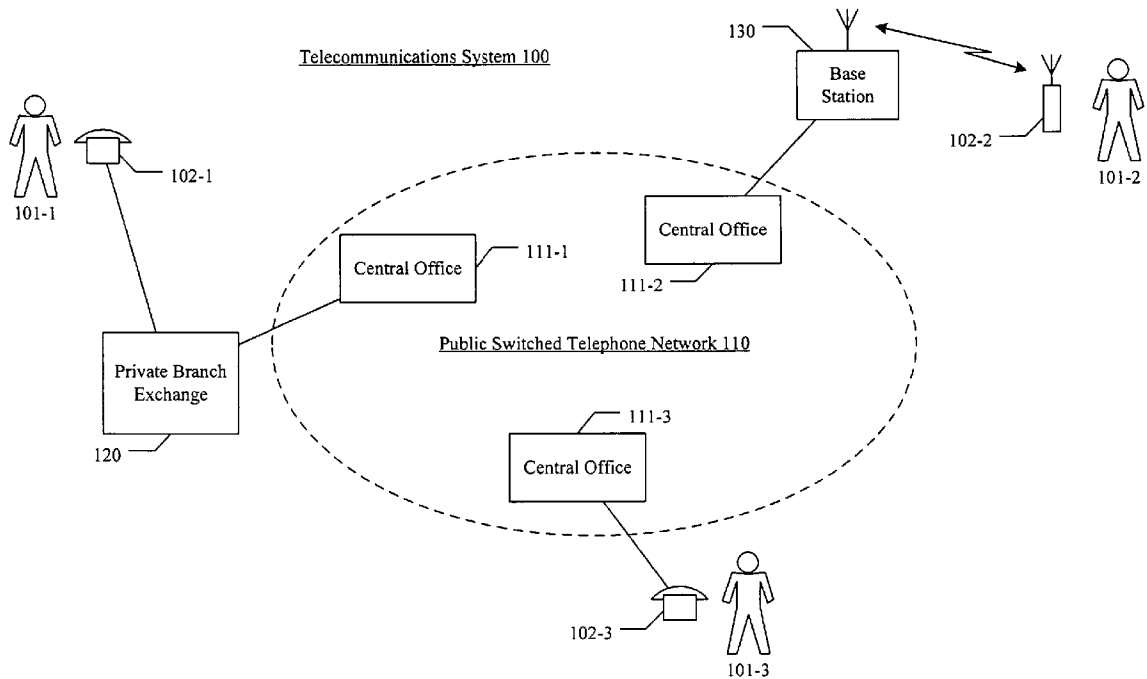 130
Telecommunications System 100
Base
Station
102-2
101-2
102-1
101-1
Central Office
111-2
Central Office
111-1
Public Switched Telephone Network 110
Private Branch
Exchange
120
111-3
Central Office
102-3
101-3